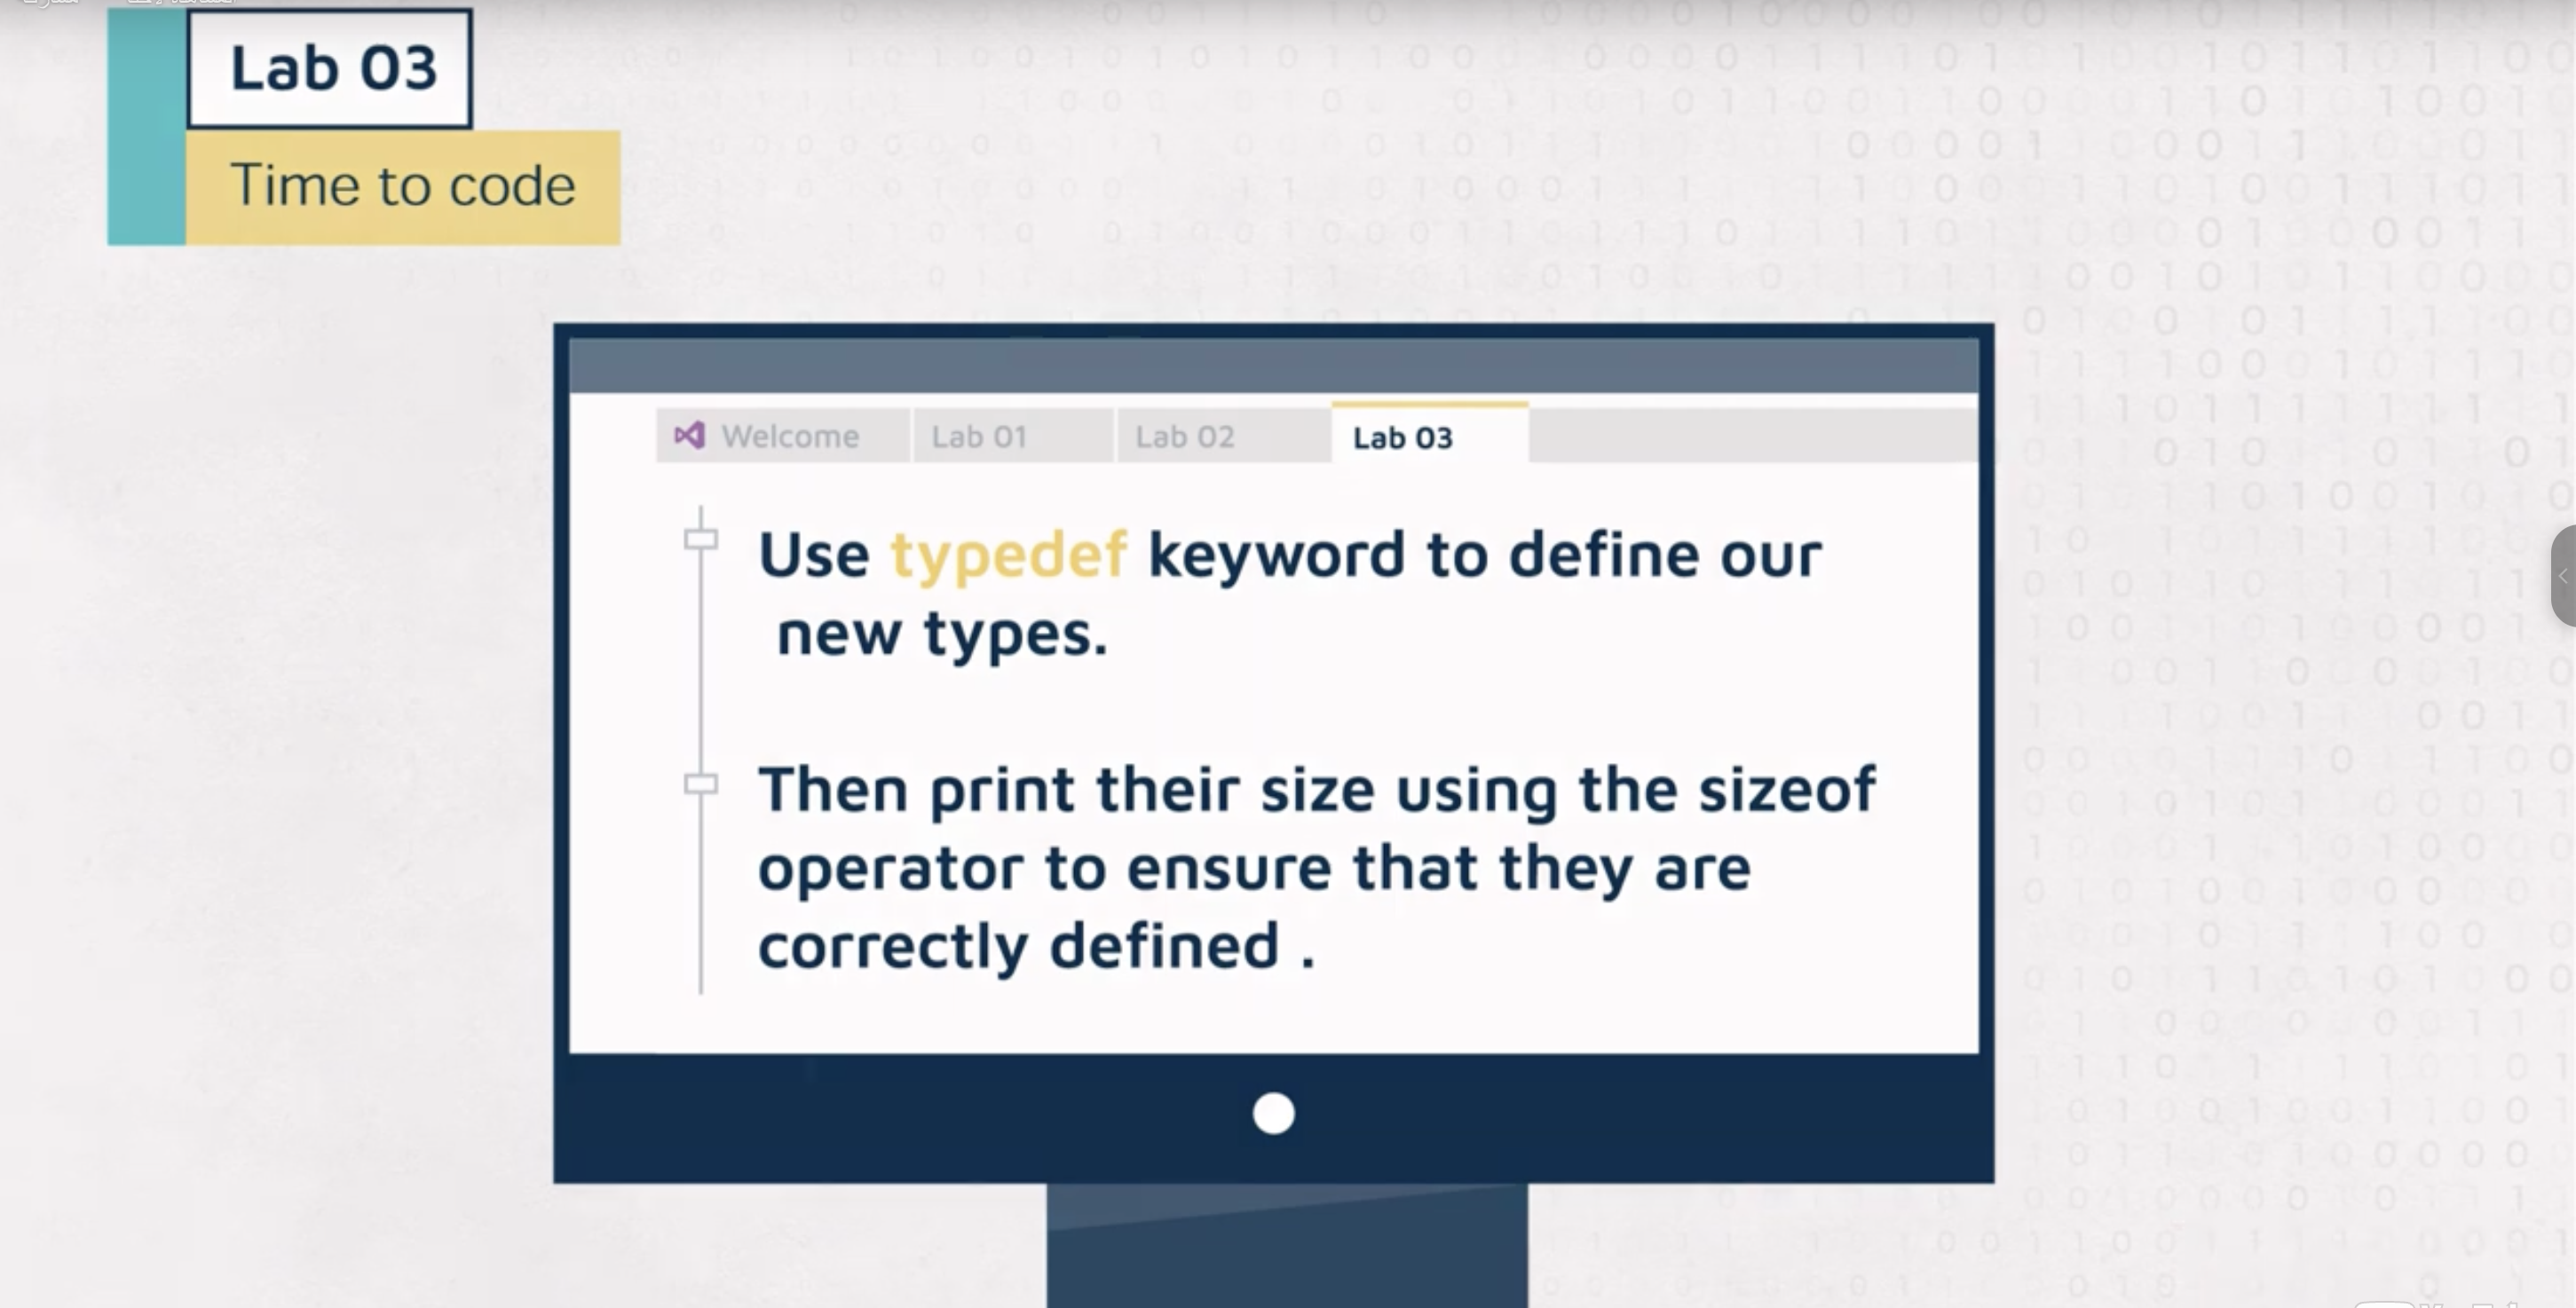 Lab 03
Time to code
Welcome
Lab 01
Lab 02
Lab 03
Use typedef keyword to define our
new types.
Then print their size using the sizeof
operator to ensure that they are
correctly defined .